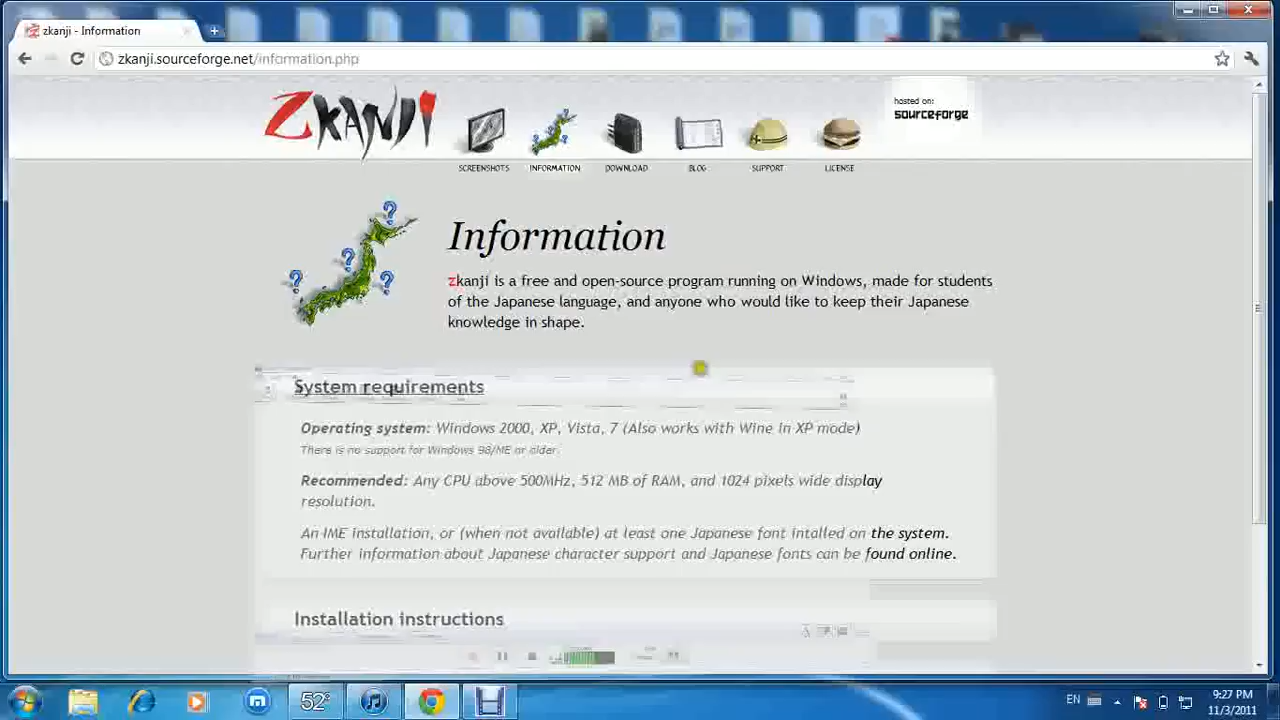 zkanji - Information
zkanji.sourceforge.net/information.php
ZKANJI
hosted on:
sourceforge
SCREENSHOTS
INFORMATION
DOWNLOAD
BLOG
SUPPORT
LICENSE
Information
zkanji is a free and open-source program running on Windows, made for students
of the Japanese language, and anyone who would like to keep their Japanese
knowledge in shape.
System requirements
Operating system: Windows 2000, XP, Vista, 7 (Also works with Wine in XP mode)
There is no support for Windows 98/ME or older.
Recommended: Any CPU above 500MHz, 512 MB of RAM, and 1024 pixels wide display
resolution.
An IME installation, or (when not available) at least one Japanese font intalled on the system.
Further information about Japanese character support and Japanese fonts can be found online.
Installation instructions
52°
EN
9:27 PM
11/3/2011